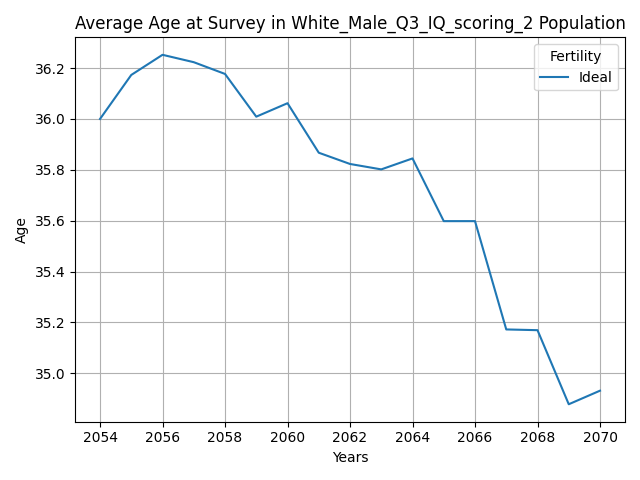 Average Age at Survey in White_Male_Q3_IQ_scoring_2 Population
Fertility
Ideal
36.2
36.0
35.8
35.6
35.4
35.2
35.0
Age
2054 2056 2058 2060 2062 2064 2066 2068 2070
Years